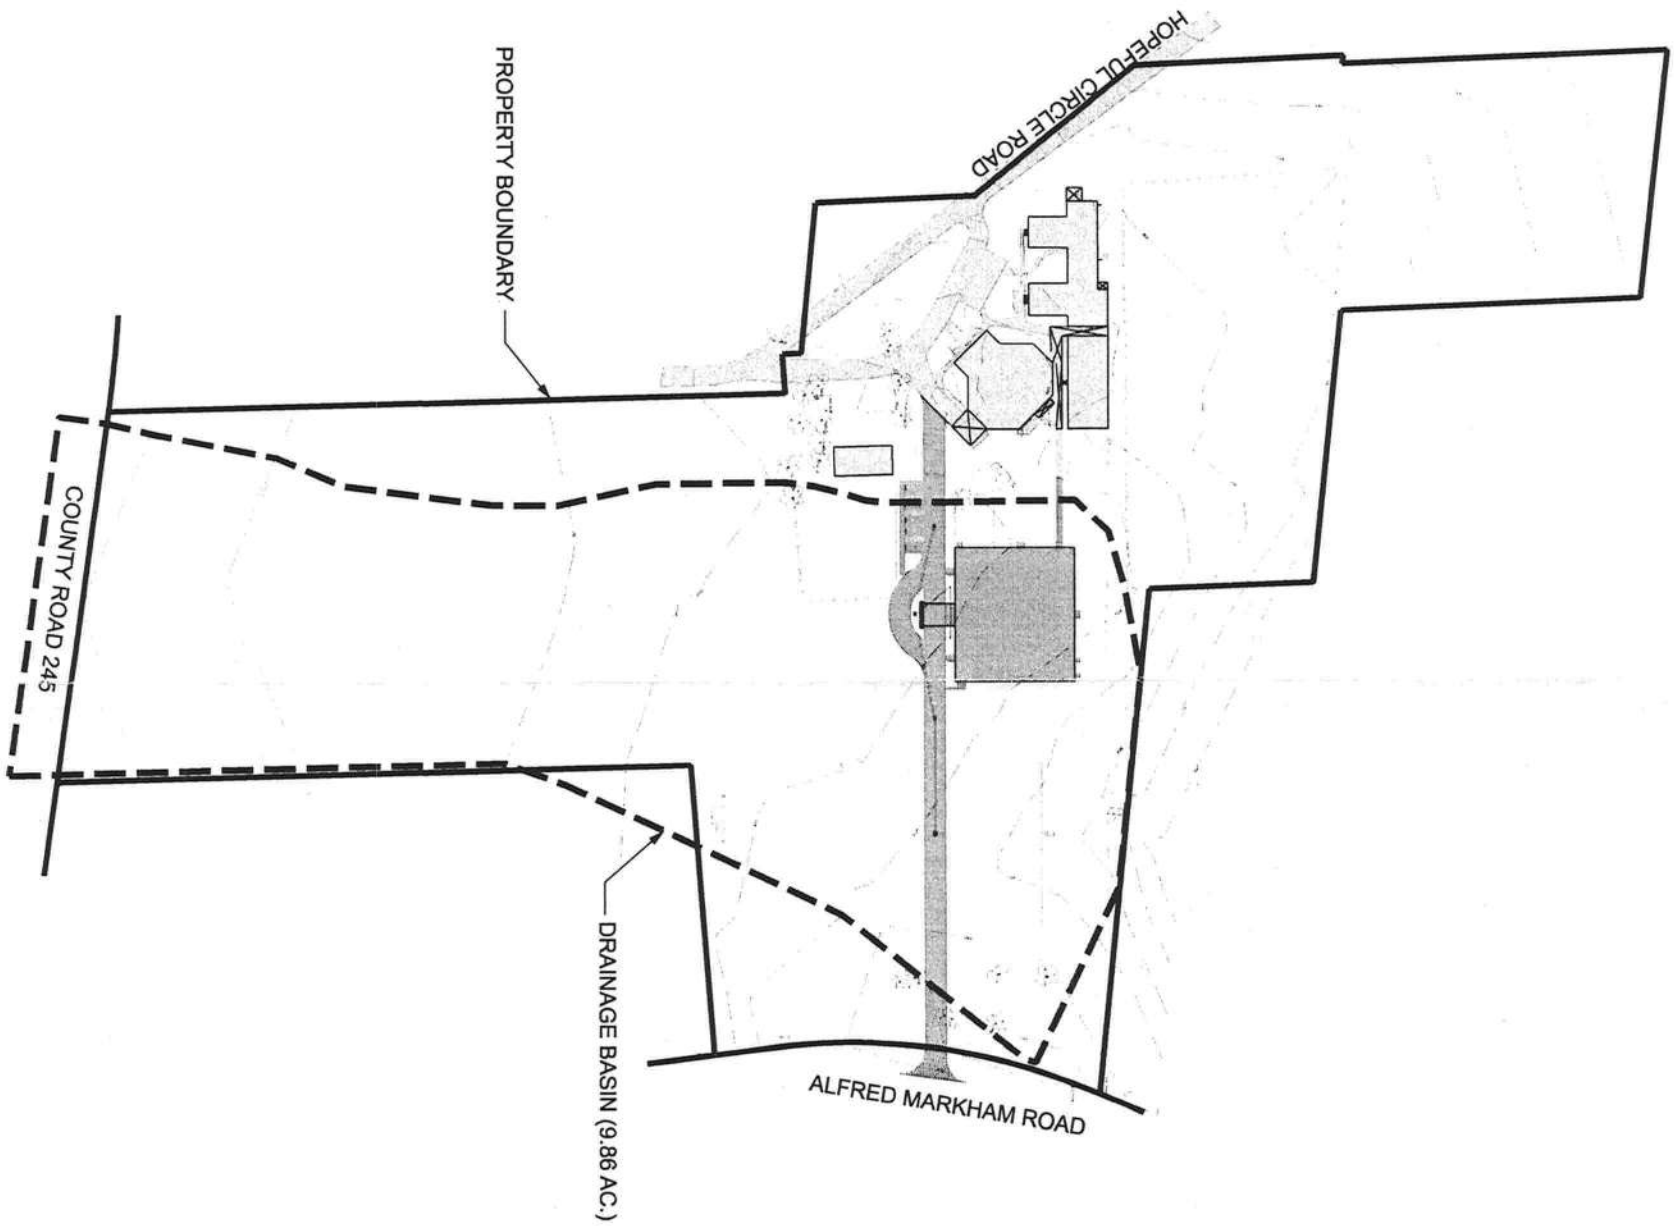 HOPEFUL CIRCLE ROAD
PROPERTY BOUNDARY
COUNTY ROAD 245
DRAINAGE BASIN (9.86 AC.)
ALFRED MARKHAM ROAD